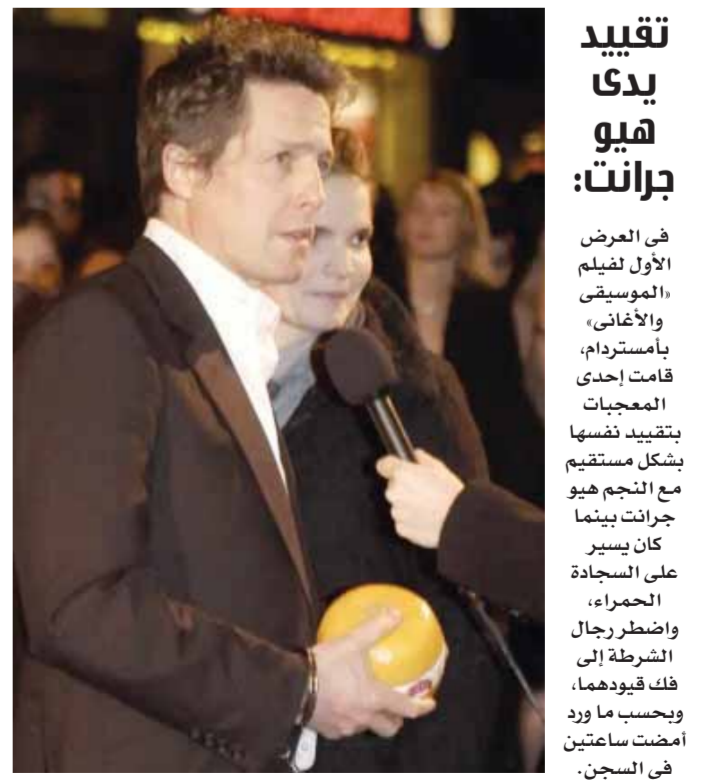 تقييد
يدى
هيو
جرانت:
فى العرض
الأول لفيلم
«الموسيقى
والأغانى»
بأمستردام،
قامت إحدى
المعجبات
بتقييد نفسها
بشكل مستقيم
مع النجم هيو
جرانت بينما
كان يسير
على السجادة
الحمراء،
واضطر رجال
الشرطة إلى
فك قيودهما،
وبحسب ما ورد
أمضت ساعتين
فى السجن.